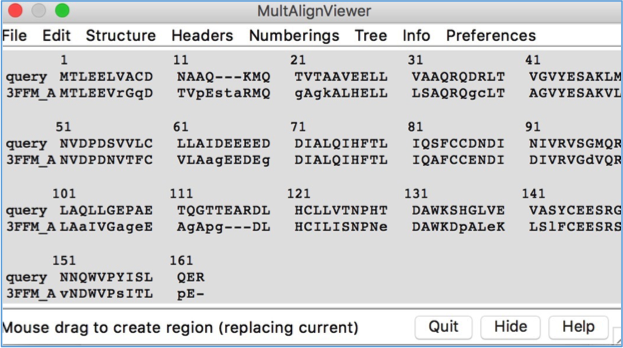 MultAlignViewer
File Edit Structure Headers Numberings Tree Info Preferences
1 11 21 31 41
query MTLEELVACD NAAQ---KMQ TVTAAVEELL VAAQRQDRLT VGVYESAKLM
3FFM_A MTLEEVrGqD TVpEstaRMQ gAgkALHELL LSAQRQgcLT AGVYESAKVL
51 61 71 81 91
query NVDPDSVVLC LLAIDEEEED DIALQIHFTL IQSFCCDNDI NIVRVSGMQR
3FFM_A NVDPDNVTFC VLAagEEDEg DIALQIHFTL IQAFCCENDI DIVRVGdVQR
101 111 121 131 141
query LAQLLGEPAE TQGTTEARDL HCLLVTNPHT DAWKSHGLVE VASYCEESRG
3FFM_A LAaIVGageE AgApg---DL HCILISNPNe DAWKDpALeK LSlFCEESRS
151 161
query NNQWVPYISL QER
3FFM_A vNDWVPsITL pE-
Mouse drag to create region (replacing current) Quit Hide Help